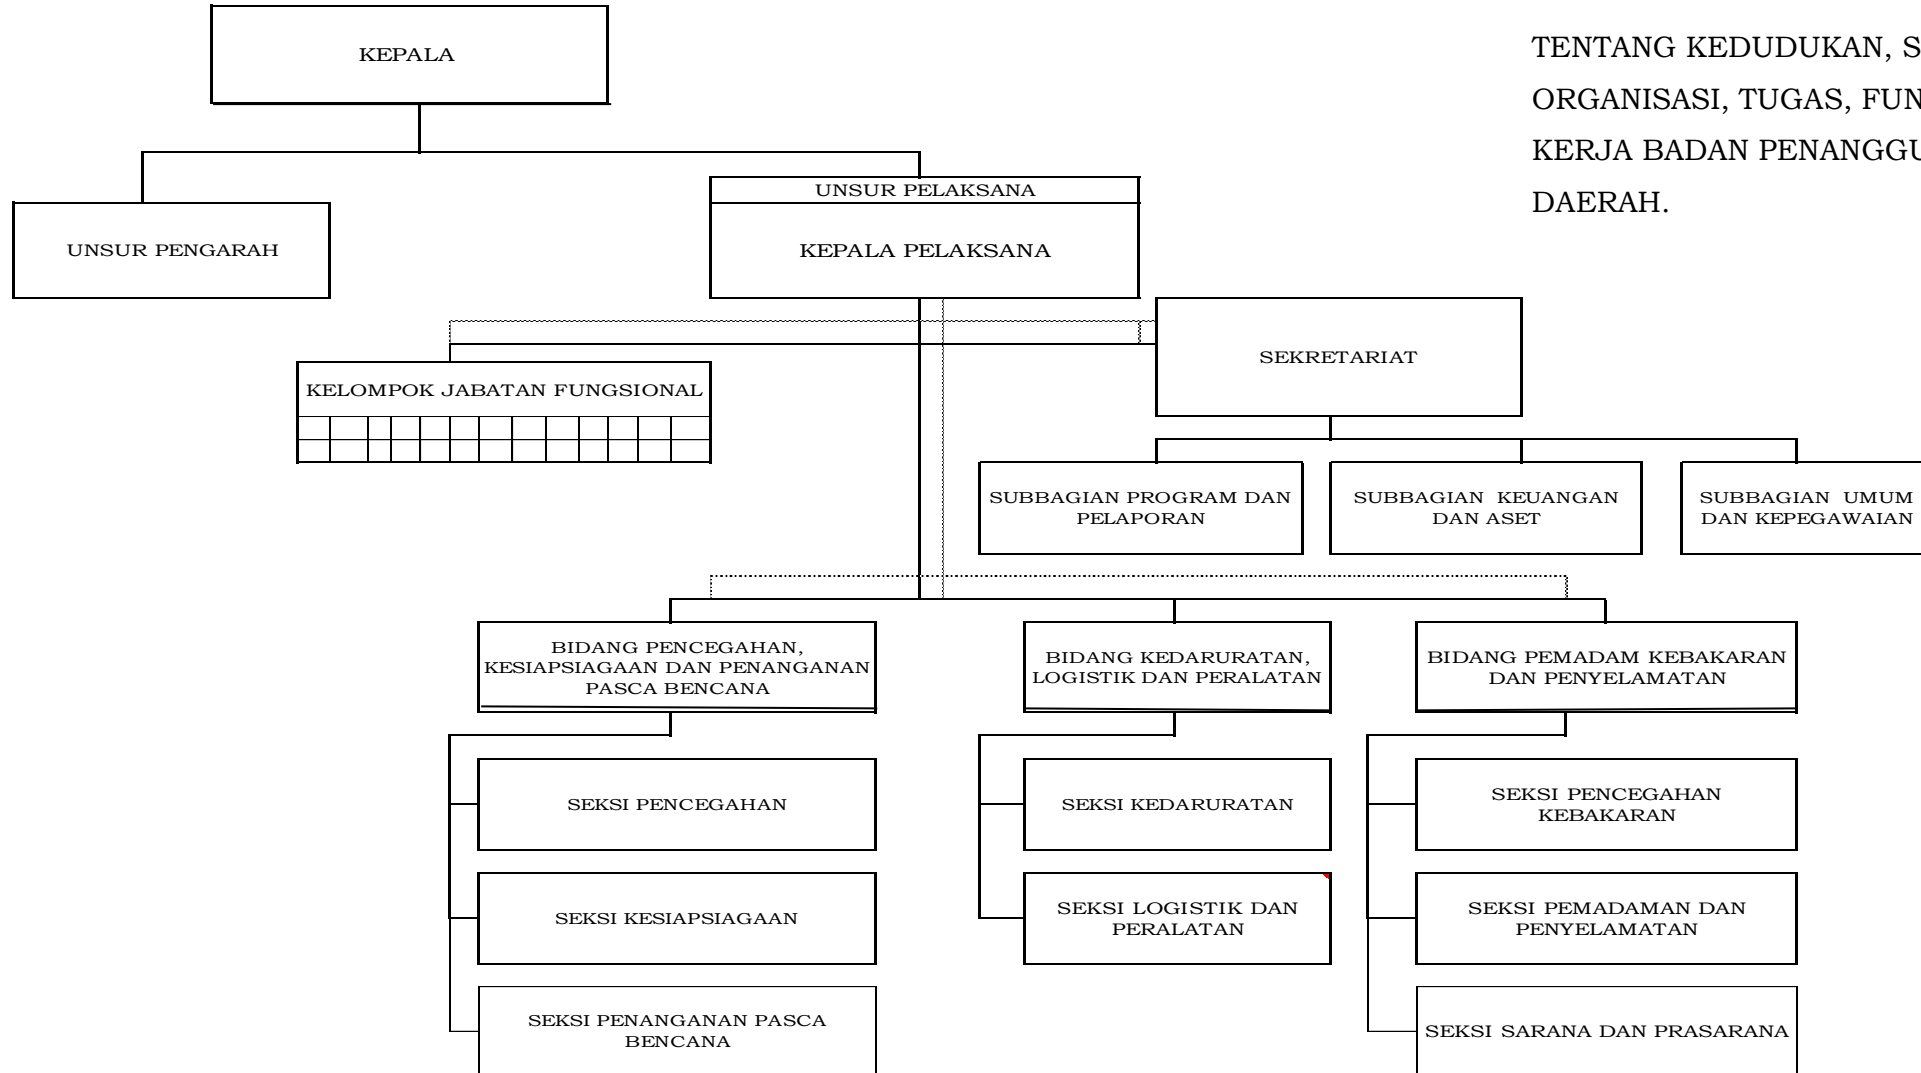 KEPALA
TENTANG KEDUDUKAN, S
ORGANISASI, TUGAS, FUN
KERJA BADAN PENANGGU
DAERAH.
UNSUR PELAKSANA
UNSUR PENGARAH
KEPALA PELAKSANA
SEKRETARIAT
KELOMPOK JABATAN FUNGSIONAL
SUBBAGIAN PROGRAM DAN
PELAPORAN
SUBBAGIAN KEUANGAN
DAN ASET
SUBBAGIAN UMUM
DAN KEPEGAWAIAN
BIDANG PENCEGAHAN,
KESIAPSIAGAAN DAN PENANGANAN
PASCA BENCANA
BIDANG KEDARURATAN,
LOGISTIK DAN PERALATAN
BIDANG PEMADAM KEBAKARAN
DAN PENYELAMATAN
SEKSI PENCEGAHAN
SEKSI KEDARURATAN
SEKSI PENCEGAHAN
KEBAKARAN
SEKSI KESIAPSIAGAAN
SEKSI LOGISTIK DAN
PERALATAN
SEKSI PEMADAMAN DAN
PENYELAMATAN
SEKSI PENANGANAN PASCA
BENCANA
SEKSI SARANA DAN PRASARANA